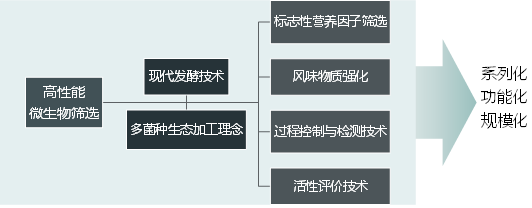 高性能
微生物筛选
现代发酵技术
多菌种生态加工理念
标志性营养因子筛选
风味物质强化
过程控制与检测技术
活性评价技术
系列化
功能化
规模化